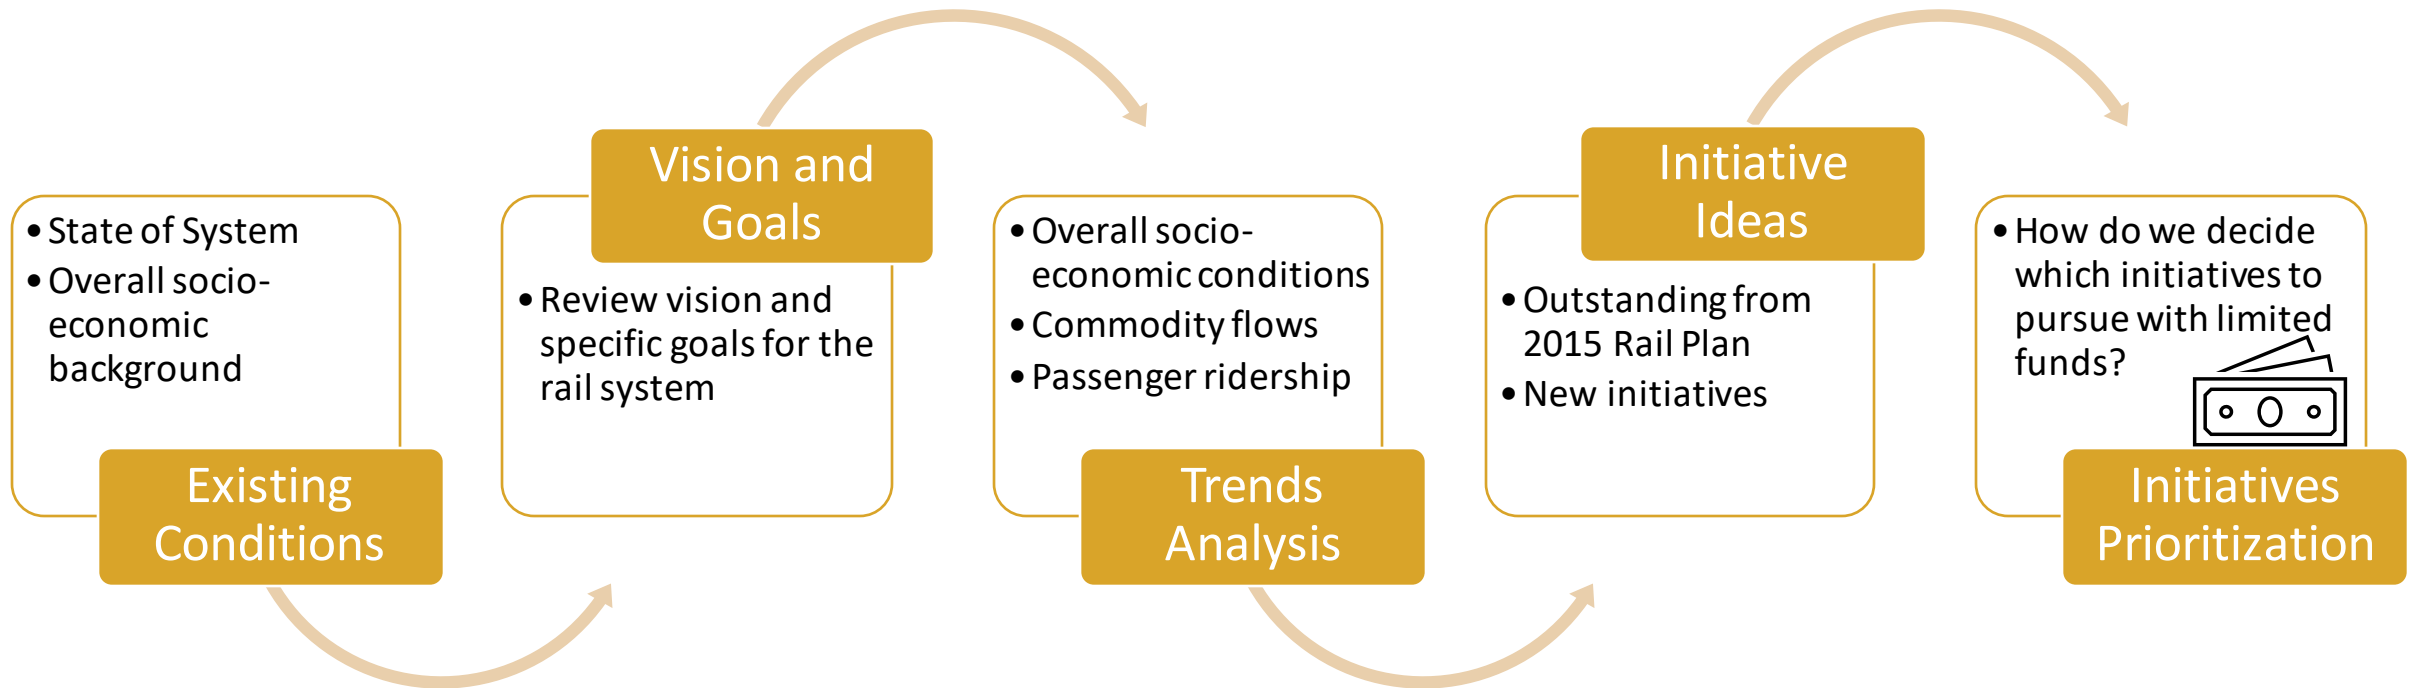 • State of System
• Overall socio-
economic
background
Existing
Conditions
Vision and
Goals
• Review vision and
specific goals for the
rail system
• Overall socio-
economic conditions
• Commodity flows
• Passenger ridership
Trends
Analysis
Initiative
Ideas
• Outstanding from
2015 Rail Plan
• New initiatives
• How do we decide
which initiatives to
pursue with limited
funds?
Initiatives
Prioritization